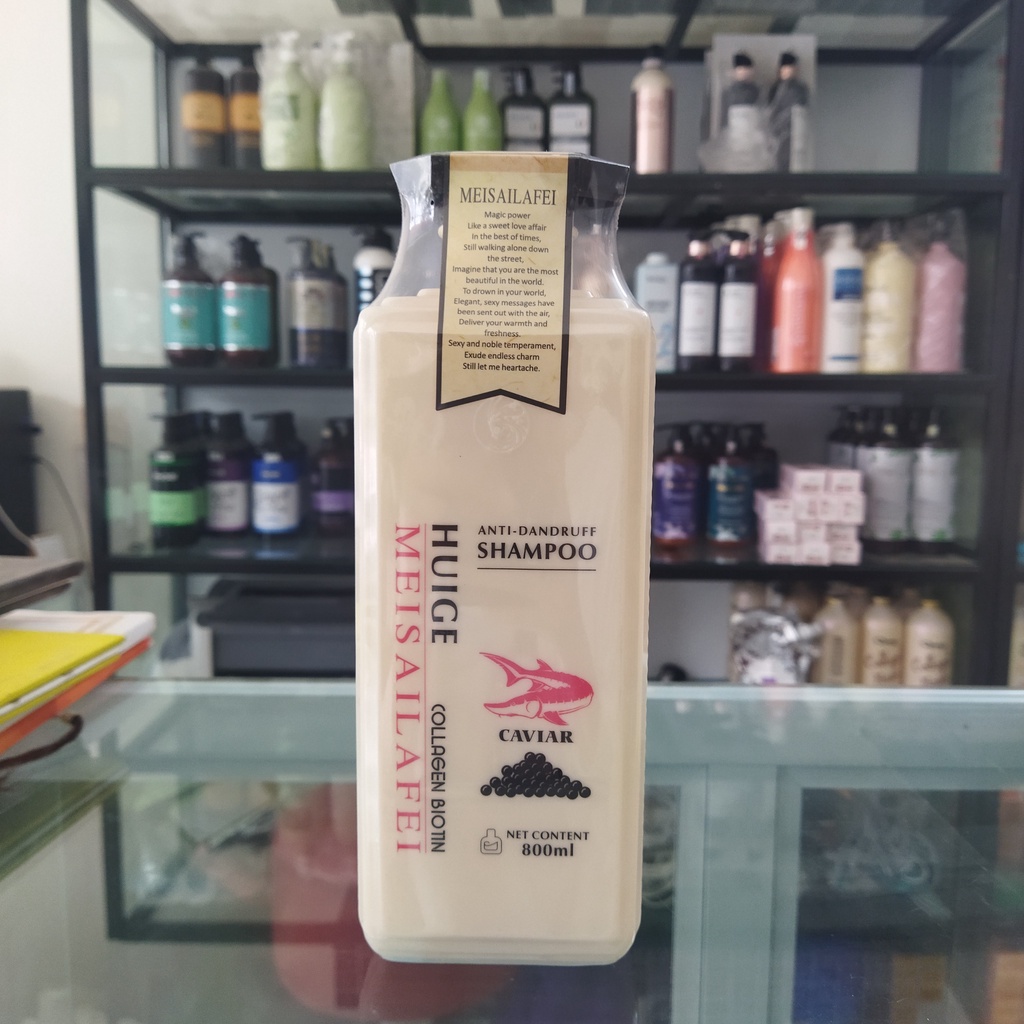 MEISAILAFEI
Magic power
Like a sweet love affair
In the best of times,
Still walking alone down
the street,
Imagine that you are the most
beautiful in the world.
To drown in your world,
Elegant, sexy messages have
been sent out with the air,
Deliver your warmth and
freshness.
Sexy and noble temperament,
Exude endless charm
Still let me heartache.
ANTI-DANDRUFF
SHAMPOO
HUIGE
COLLAGEN BIOTIN
MEISAILAFEI
CAVIAR
NET CONTENT
800ml